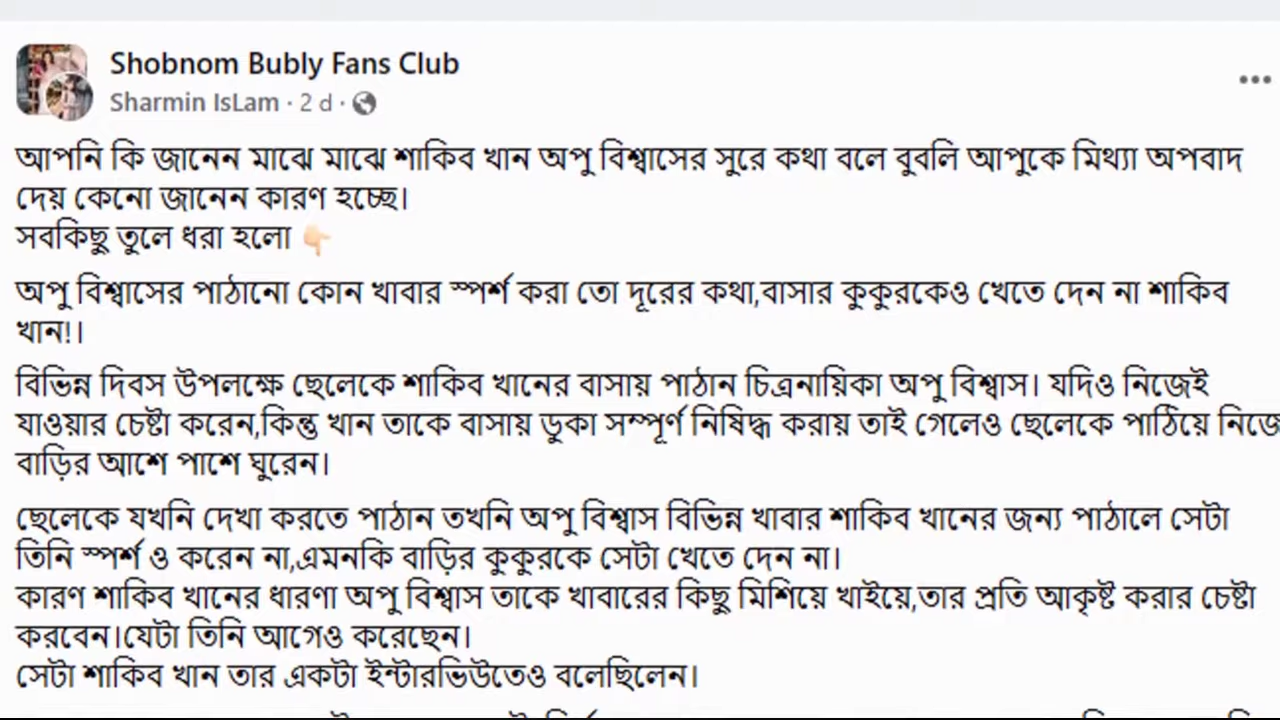 Shobnom Bubly Fans Club
Sharmin IsLam · 2 d ·
আপনি কি জানেন মাঝে মাঝে শাকিব খান অপু বিশ্বাসের সুরে কথা বলে বুবলি আপুকে মিথ্যা অপবাদ
দেয় কেনো জানেন কারণ হচ্ছে।
সবকিছু তুলে ধরা হলো 👇🏻
অপু বিশ্বাসের পাঠানো কোন খাবার স্পর্শ করা তো দূরের কথা,বাসার কুকুরকেও খেতে দেন না শাকিব
খান!।
বিভিন্ন দিবস উপলক্ষে ছেলেকে শাকিব খানের বাসায় পাঠান চিত্রনায়িকা অপু বিশ্বাস। যদিও নিজেই
যাওয়ার চেষ্টা করেন,কিন্তু খান তাকে বাসায় ডুকা সম্পূর্ণ নিষিদ্ধ করায় তাই গেলেও ছেলেকে পাঠিয়ে নিজে
বাড়ির আশে পাশে ঘুরেন।
ছেলেকে যখনি দেখা করতে পাঠান তখনি অপু বিশ্বাস বিভিন্ন খাবার শাকিব খানের জন্য পাঠালে সেটা
তিনি স্পর্শ ও করেন না,এমনকি বাড়ির কুকুরকে সেটা খেতে দেন না।
কারণ শাকিব খানের ধারণা অপু বিশ্বাস তাকে খাবারের কিছু মিশিয়ে খাইয়ে,তার প্রতি আকৃষ্ট করার চেষ্টা
করবেন।যেটা তিনি আগেও করেছেন।
সেটা শাকিব খান তার একটা ইন্টারভিউতেও বলেছিলেন।